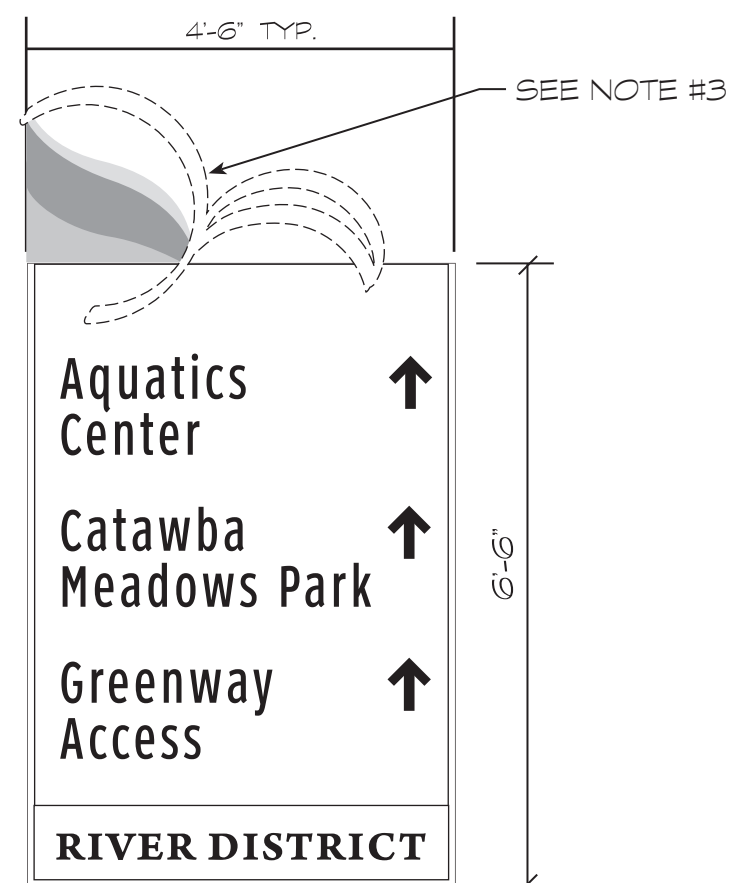 4'-6" TYP.
SEE NOTE #3
Aquatics
Center
Catawba
Meadows Park
6'-6"
Greenway
Access
RIVER DISTRICT